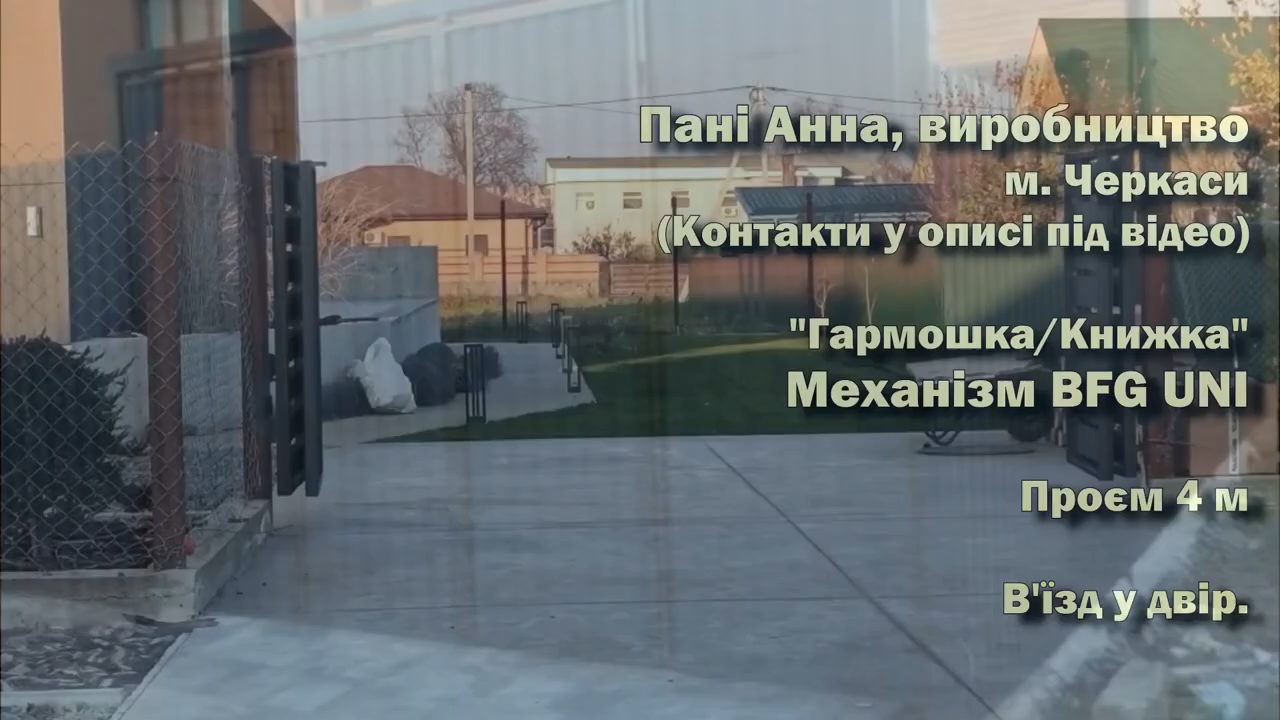 Пані Анна, виробництво
м. Черкаси
(Контакти у описі під відео)
"Гармошка/Книжка"
Механізм BFG UNI
Проєм 4 м
В'їзд у двір.